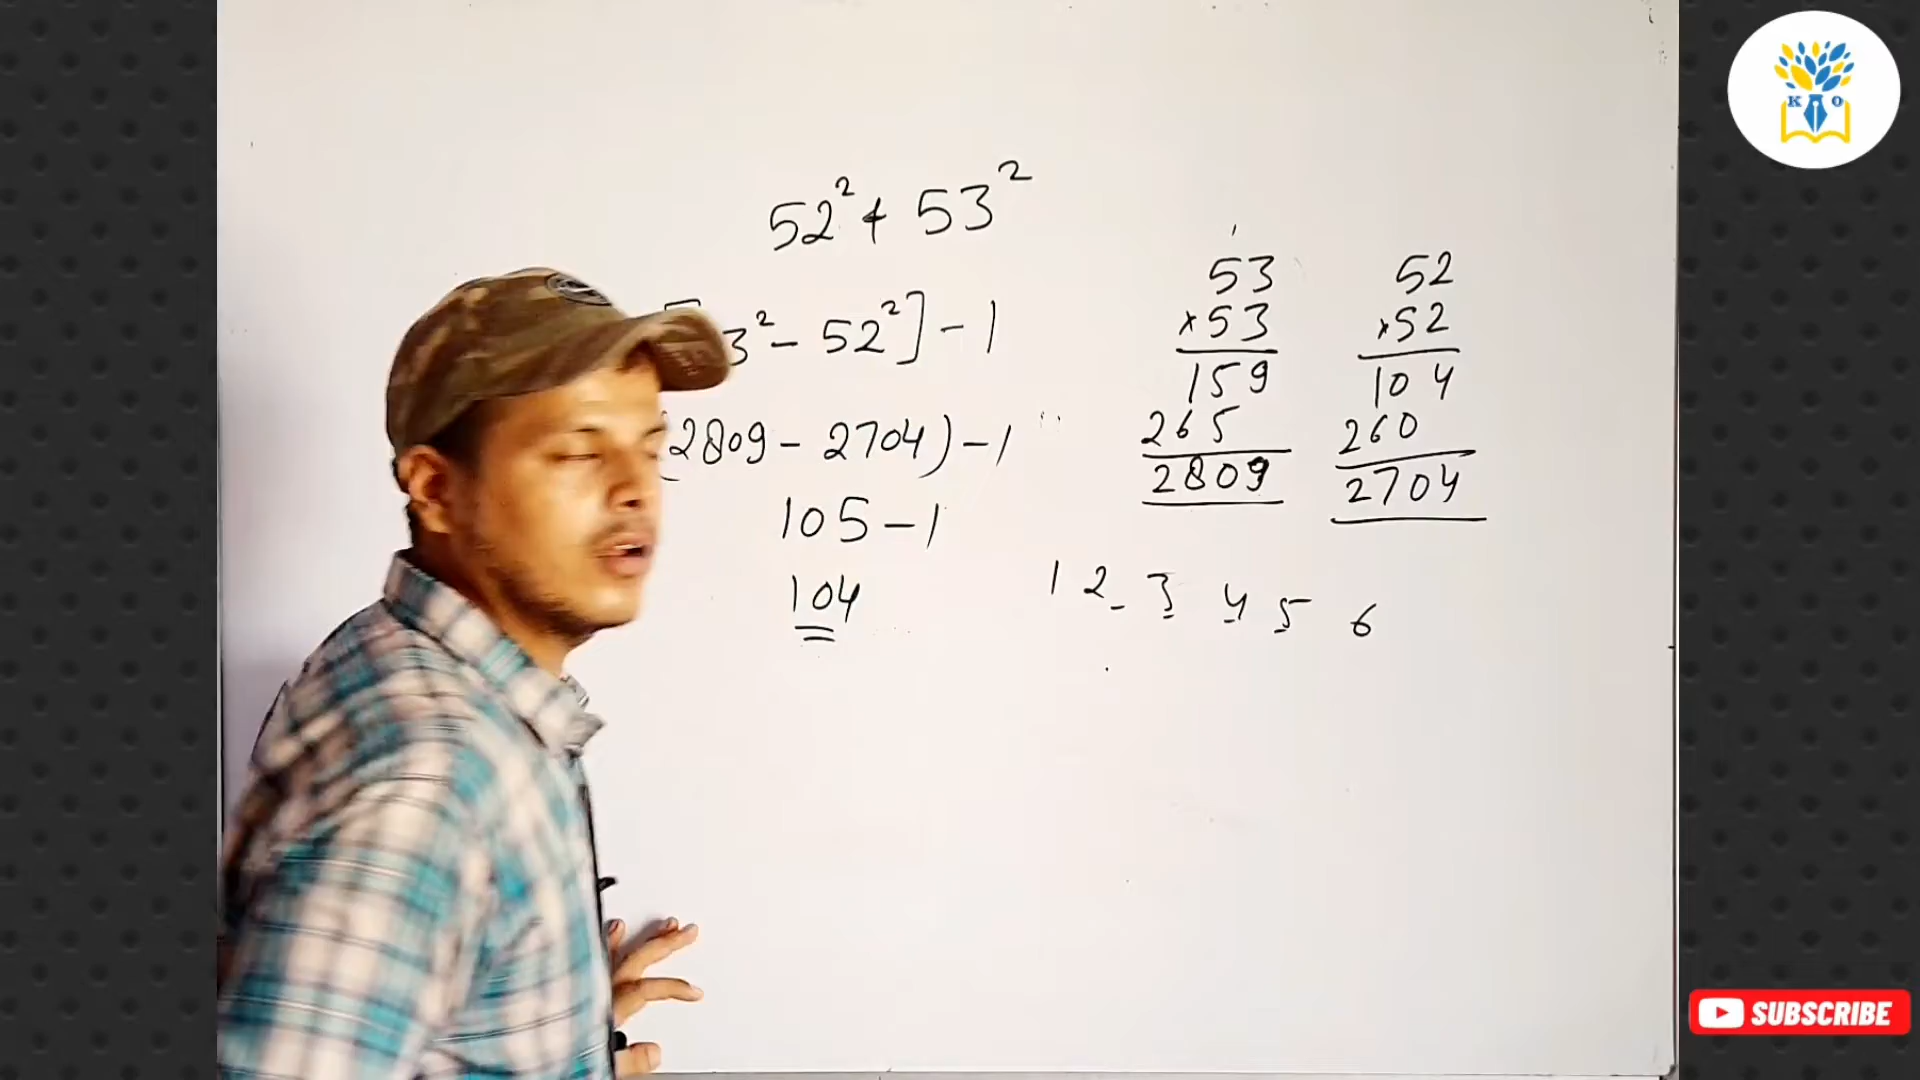 52² + 53²
3² - 52²] - 1
(2809 - 2704) - 1
105 - 1
104
53
×53
159
265
2809
52
×52
104
260
2704
1 2 3 4 5 6
K O
SUBSCRIBE